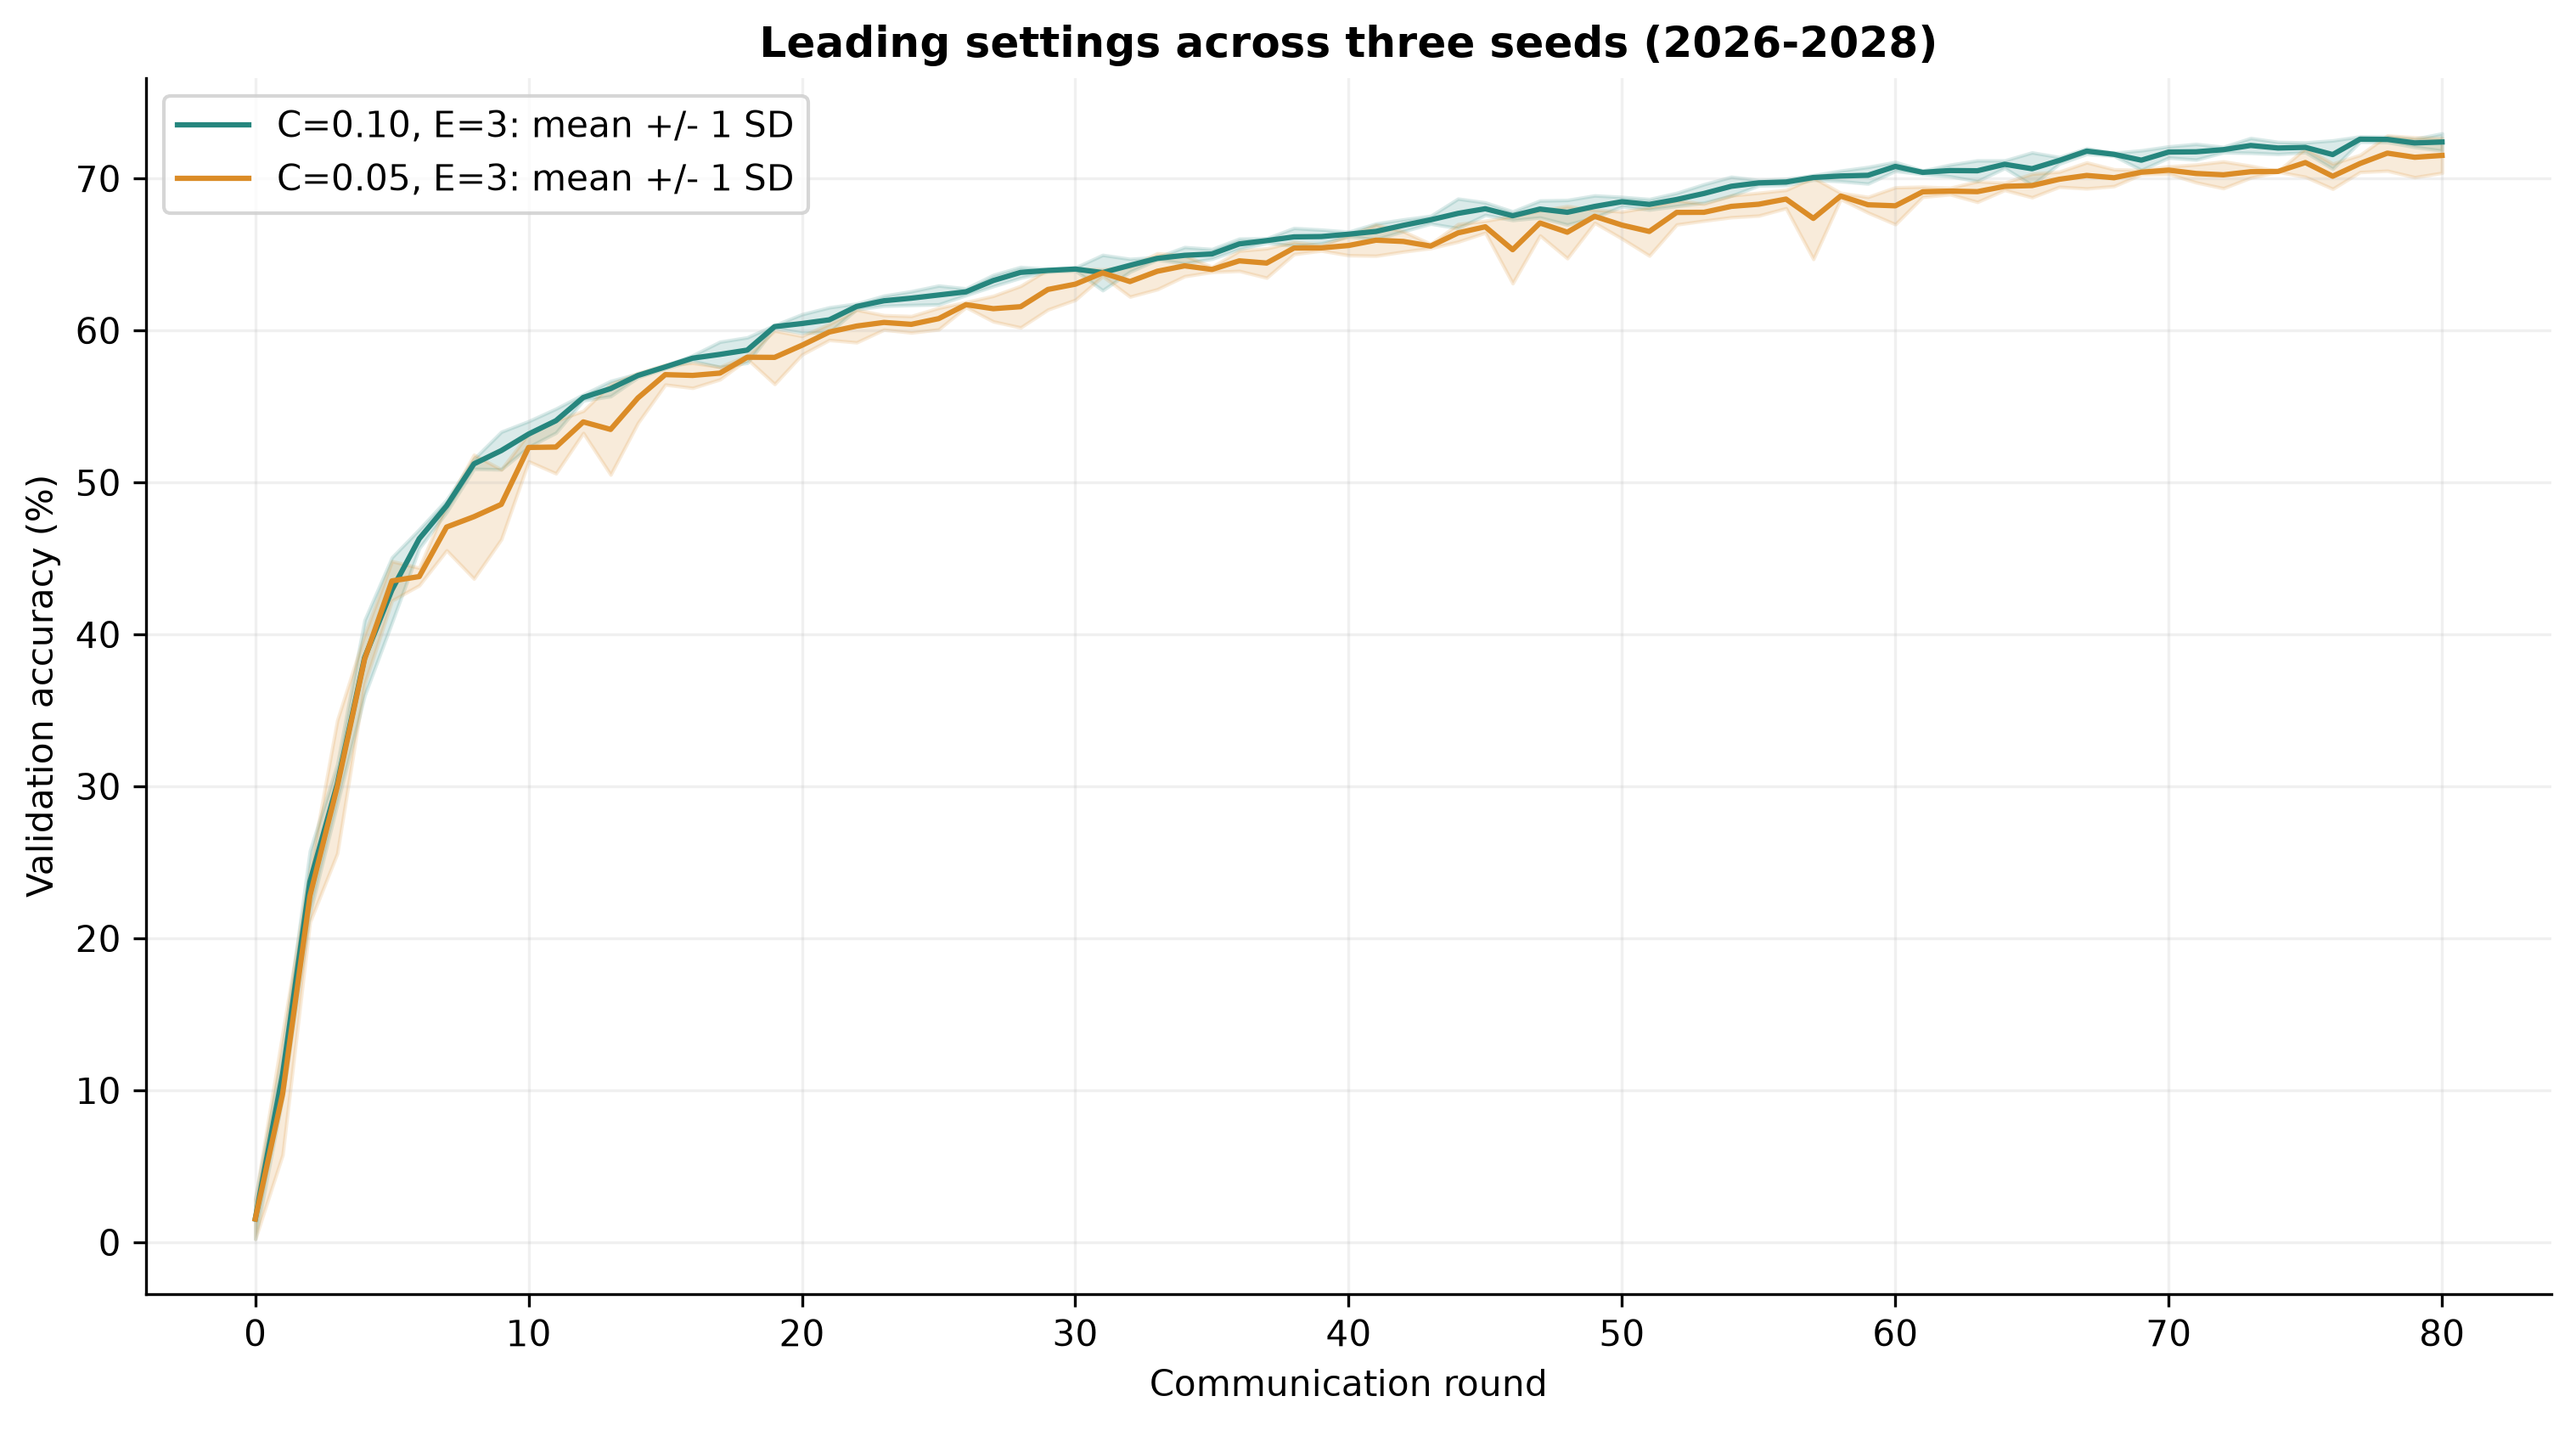 Leading settings across three seeds (2026-2028)
C=0.10, E=3: mean +/- 1 SD
C=0.05, E=3: mean +/- 1 SD
Validation accuracy (%)
70
60
50
40
30
20
10
0
0 10 20 30 40 50 60 70 80
Communication round